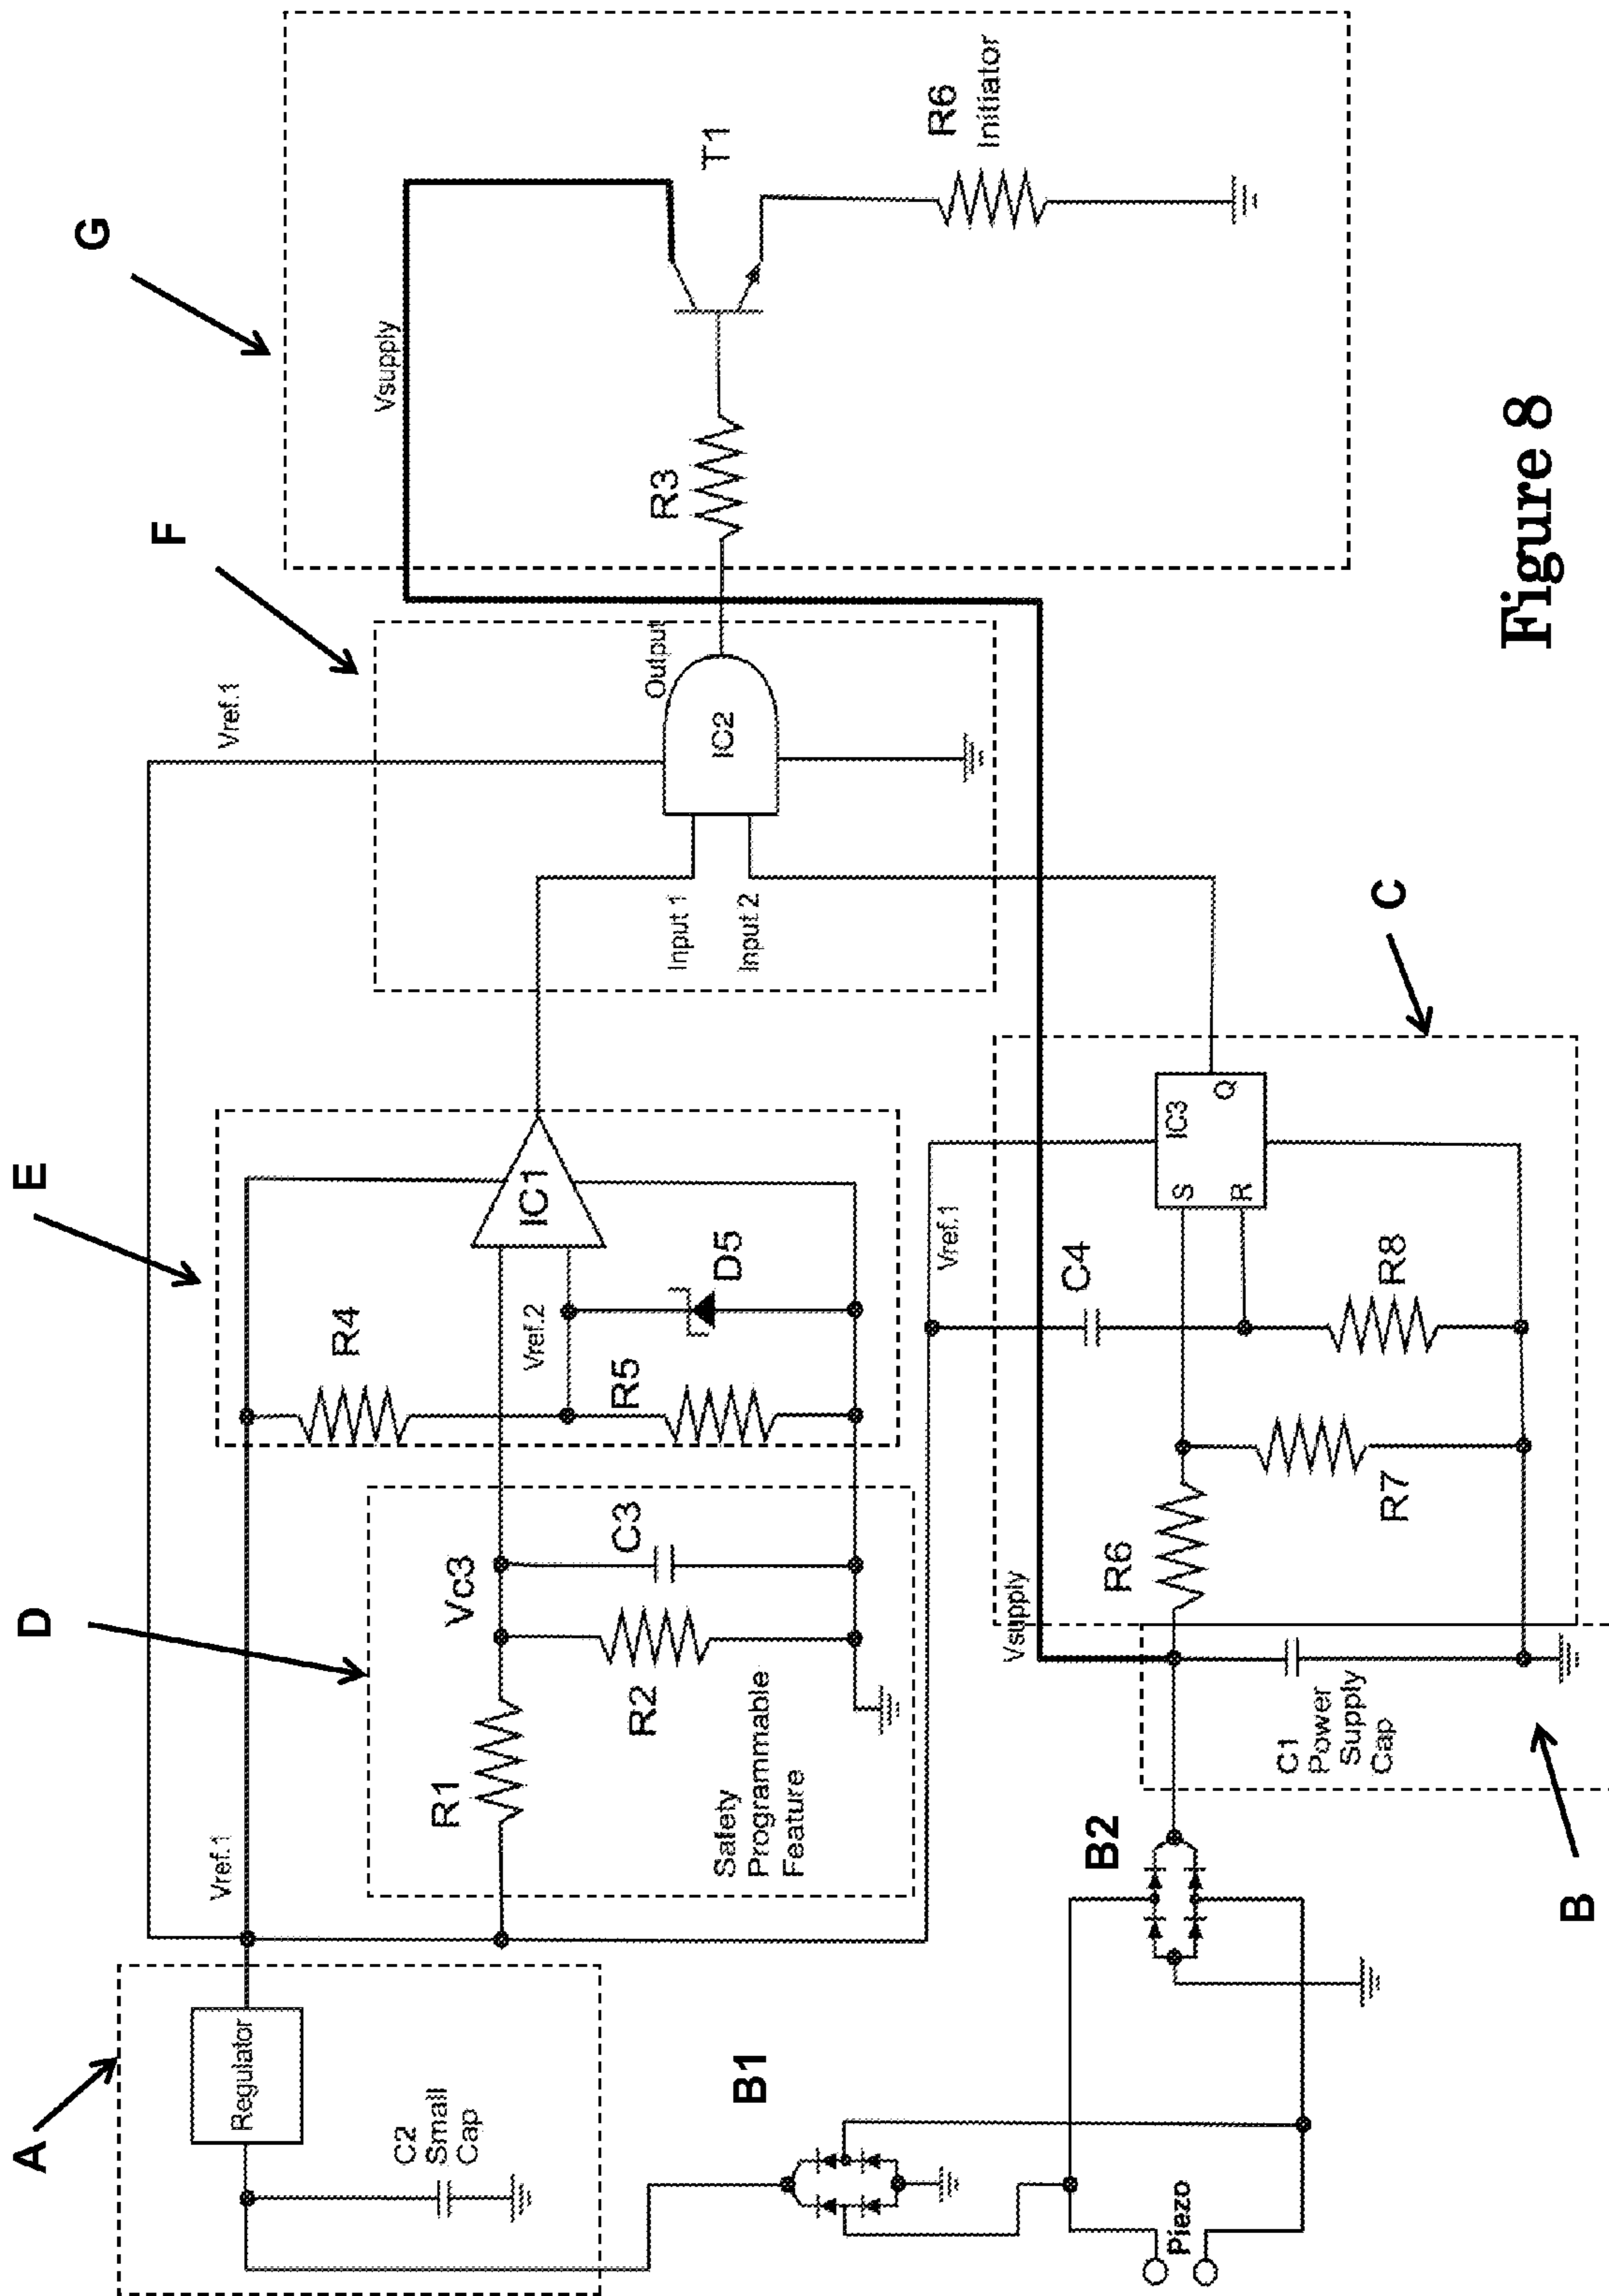 A
Regulator
C2
Small
Cap
Vref.1
B1
Piezo
B2
D
R1
Vc3
R2
C3
Safety
Programmable
Feature
E
R4
Vref.2
R5
D5
IC1
B
C1
Power
Supply
Cap
Vsupply
C
R6
R7
C4
R8
Vref.1
S
R
IC3
Q
F
Vref.1
Input 1
Input 2
IC2
Output
G
Vsupply
R3
T1
R6
Initiator
Figure 8